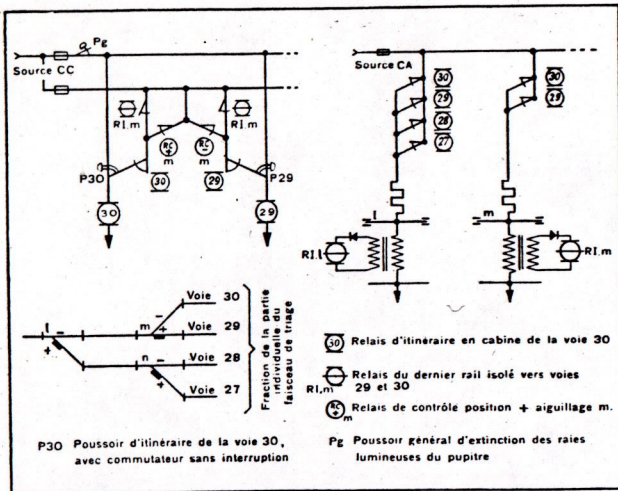 Pg
Source CC
RI.m
RI.m
RC + m
RC - m
P30
30
29
P29
30
29
Source CA
30
29
28
27
30
29
l
m
RI.l
RI.m
Voie 30
Voie 29
Voie 28
Voie 27
l - +
m - +
n - +
Fraction de la partie
individuelle du
faisceau de triage
30 Relais d'itinéraire en cabine de la voie 30
RI.m Relais du dernier rail isolé vers voies
29 et 30
RC + m Relais de contrôle position + aiguillage m.
P30 Poussoir d'itinéraire de la voie 30,
avec commutateur sans interruption
Pg Poussoir général d'extinction des raies
lumineuses du pupitre